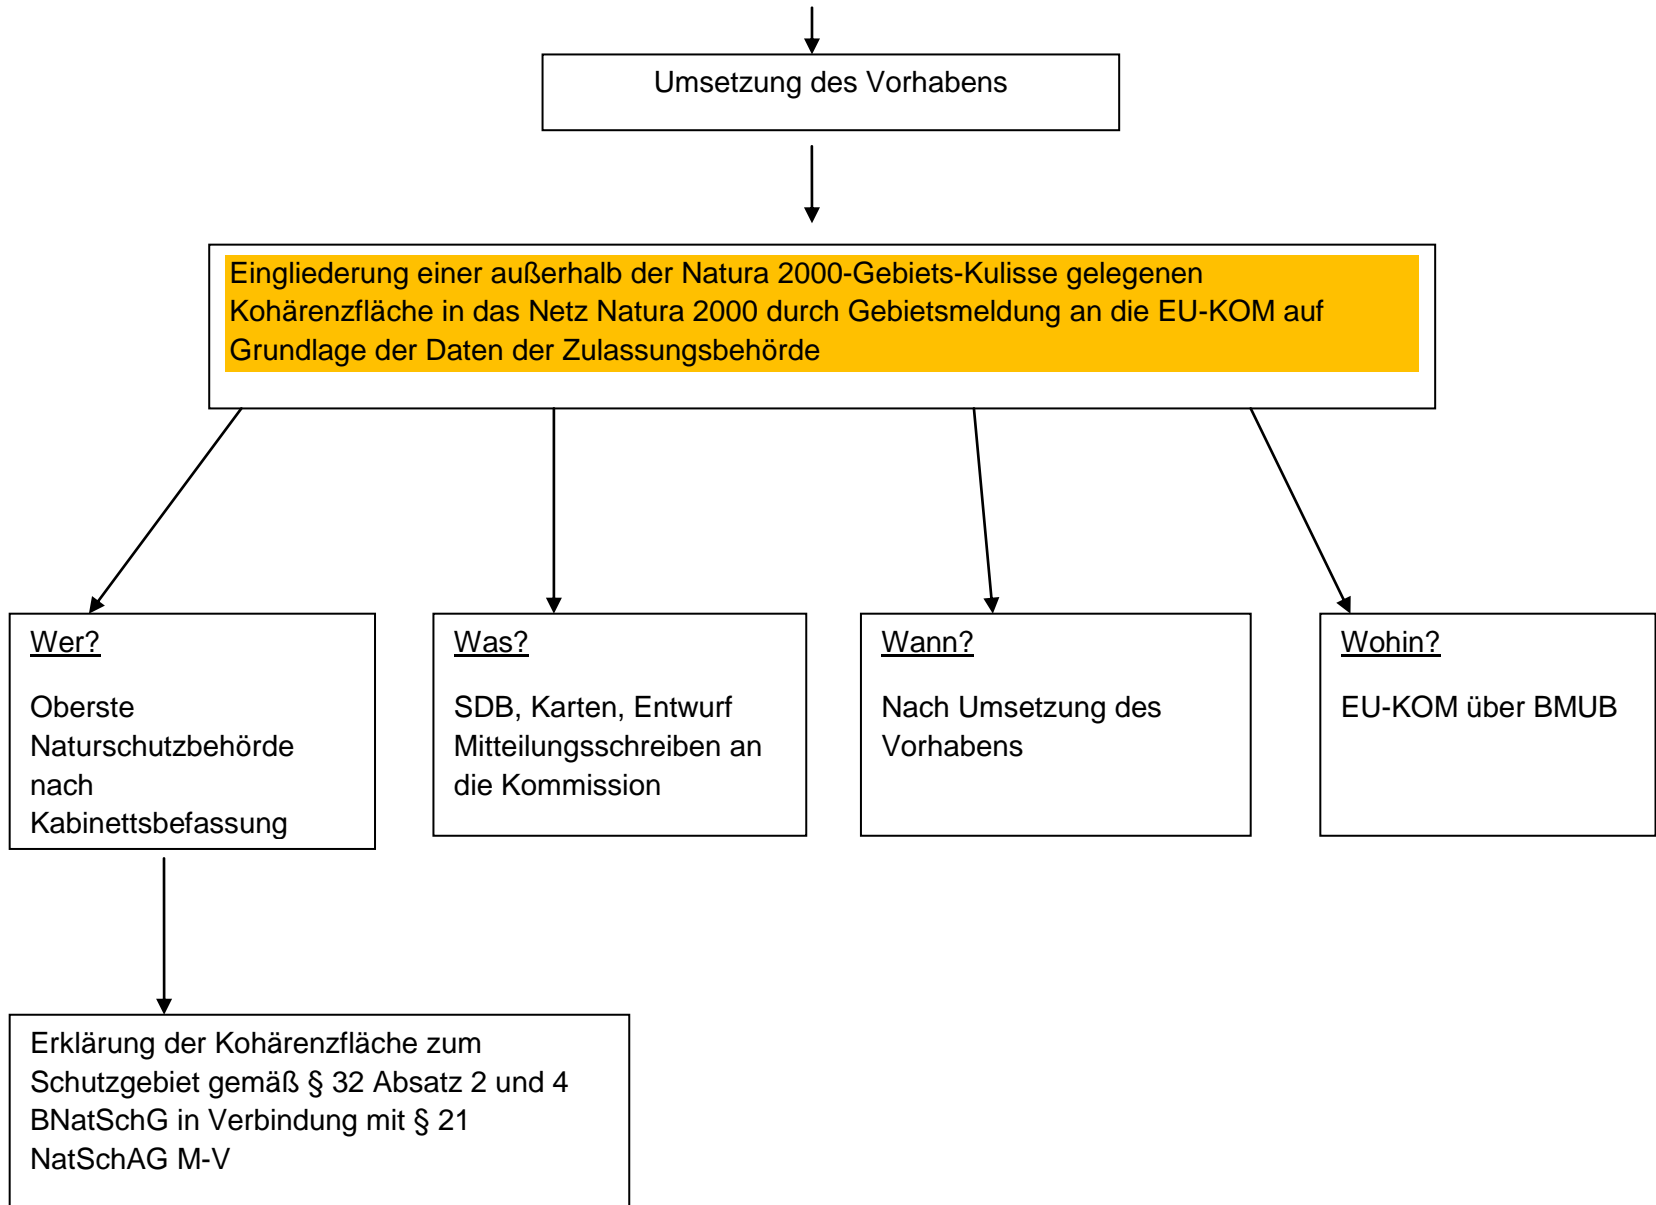 Umsetzung des Vorhabens
Eingliederung einer außerhalb der Natura 2000-Gebiets-Kulisse gelegenen
Kohärenzfläche in das Netz Natura 2000 durch Gebietsmeldung an die EU-KOM auf
Grundlage der Daten der Zulassungsbehörde
Wer?
Oberste
Naturschutzbehörde
nach
Kabinettsbefassung
Was?
SDB, Karten, Entwurf
Mitteilungsschreiben an
die Kommission
Wann?
Nach Umsetzung des
Vorhabens
Wohin?
EU-KOM über BMUB
Erklärung der Kohärenzfläche zum
Schutzgebiet gemäß § 32 Absatz 2 und 4
BNatSchG in Verbindung mit § 21
NatSchAG M-V